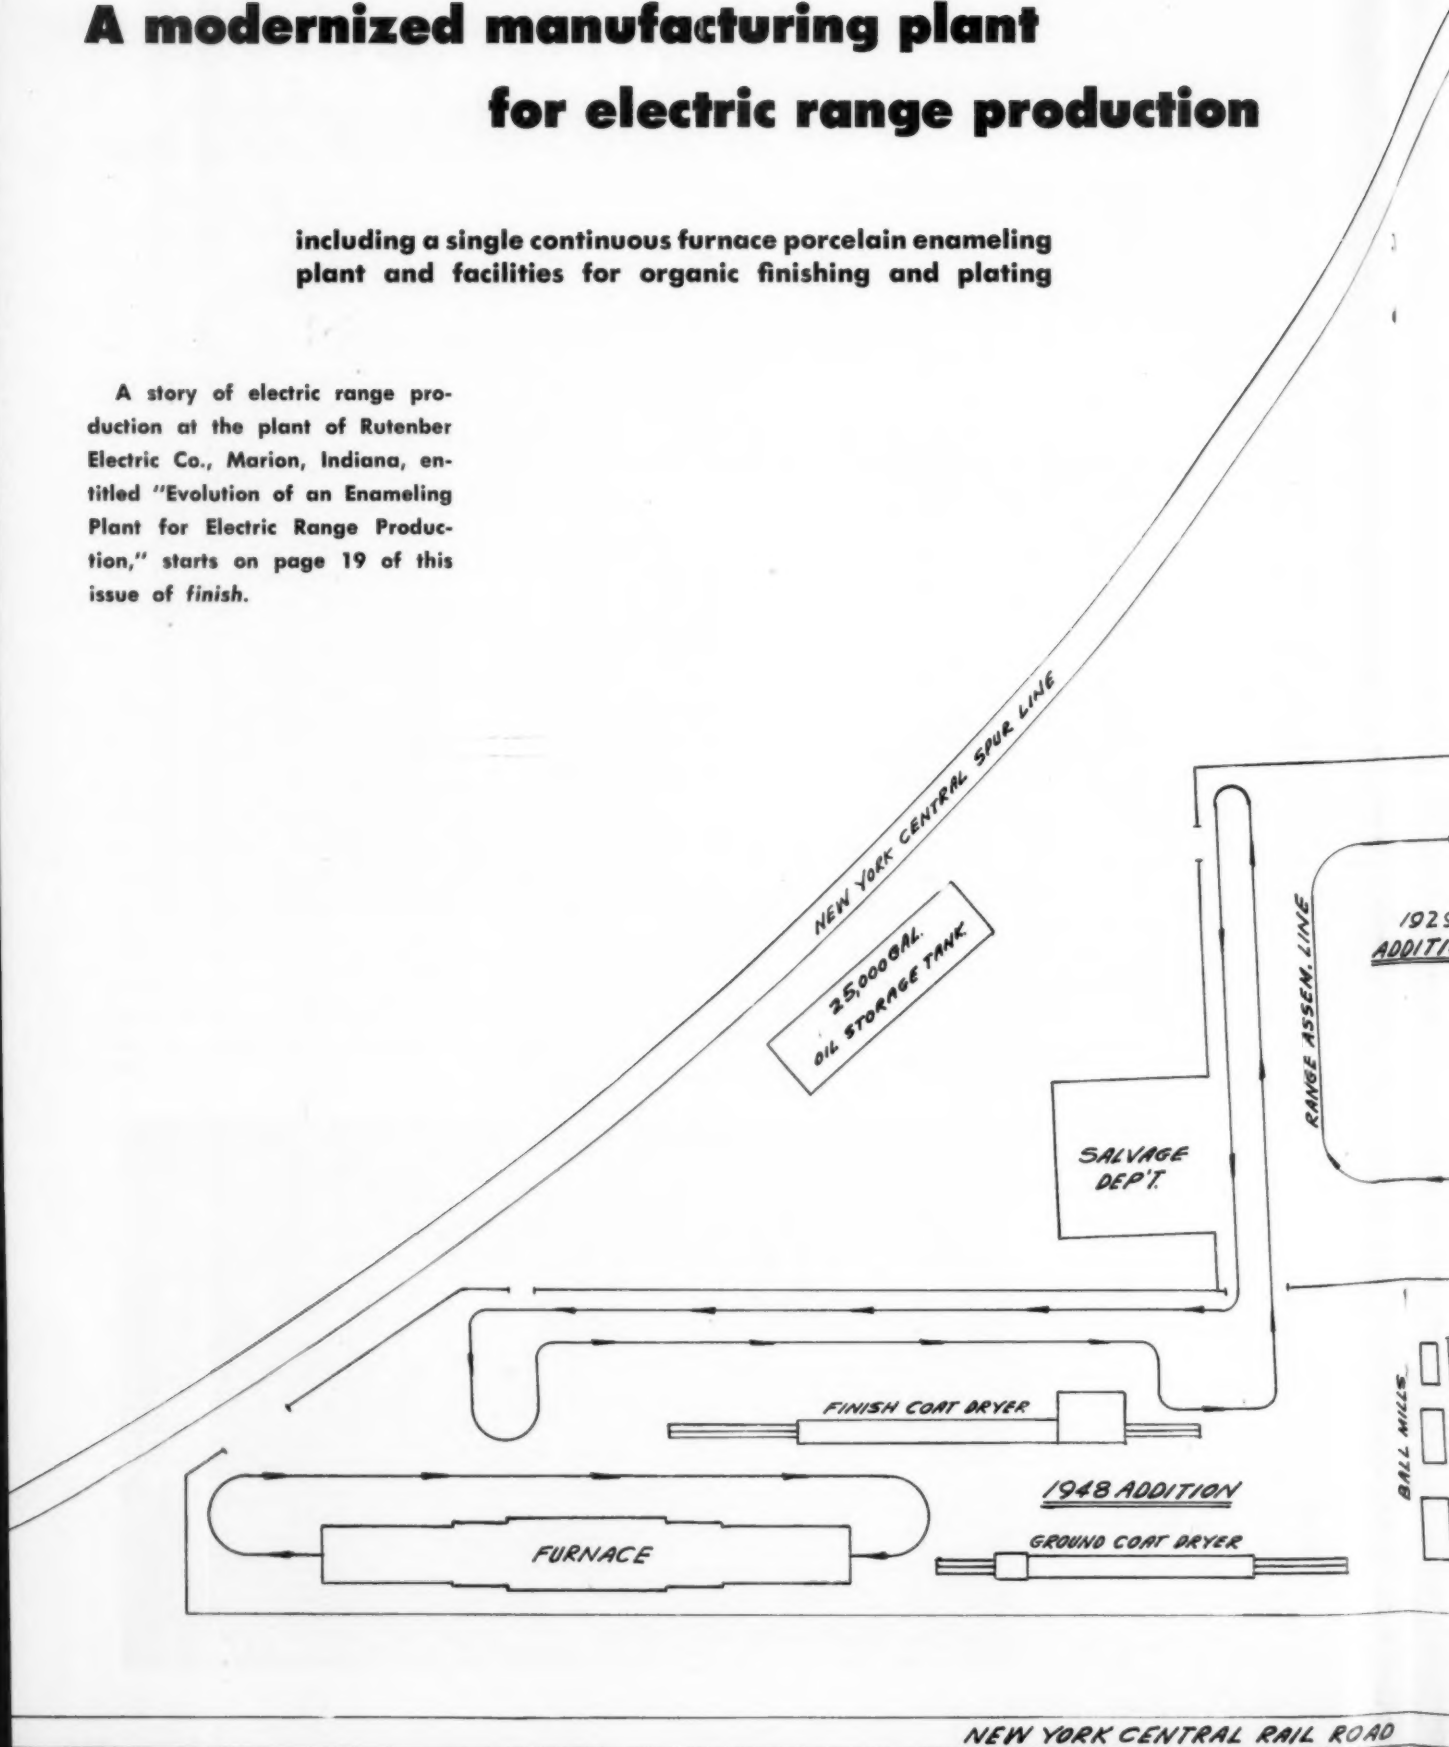 A modernized manufacturing plant
for electric range production
including a single continuous furnace porcelain enameling
plant and facilities for organic finishing and plating
A story of electric range pro-
duction at the plant of Rutenber
Electric Co., Marion, Indiana, en-
titled "Evolution of an Enameling
Plant for Electric Range Produc-
tion," starts on page 19 of this
issue of finish.
NEW YORK CENTRAL SPUR LINE
25,000 GAL.
OIL STORAGE TANK
RANGE ASSEM. LINE
SALVAGE
DEP'T.
FINISH COAT DRYER
BALL MILLS
1948 ADDITION
GROUND COAT DRYER
FURNACE
NEW YORK CENTRAL RAIL ROAD